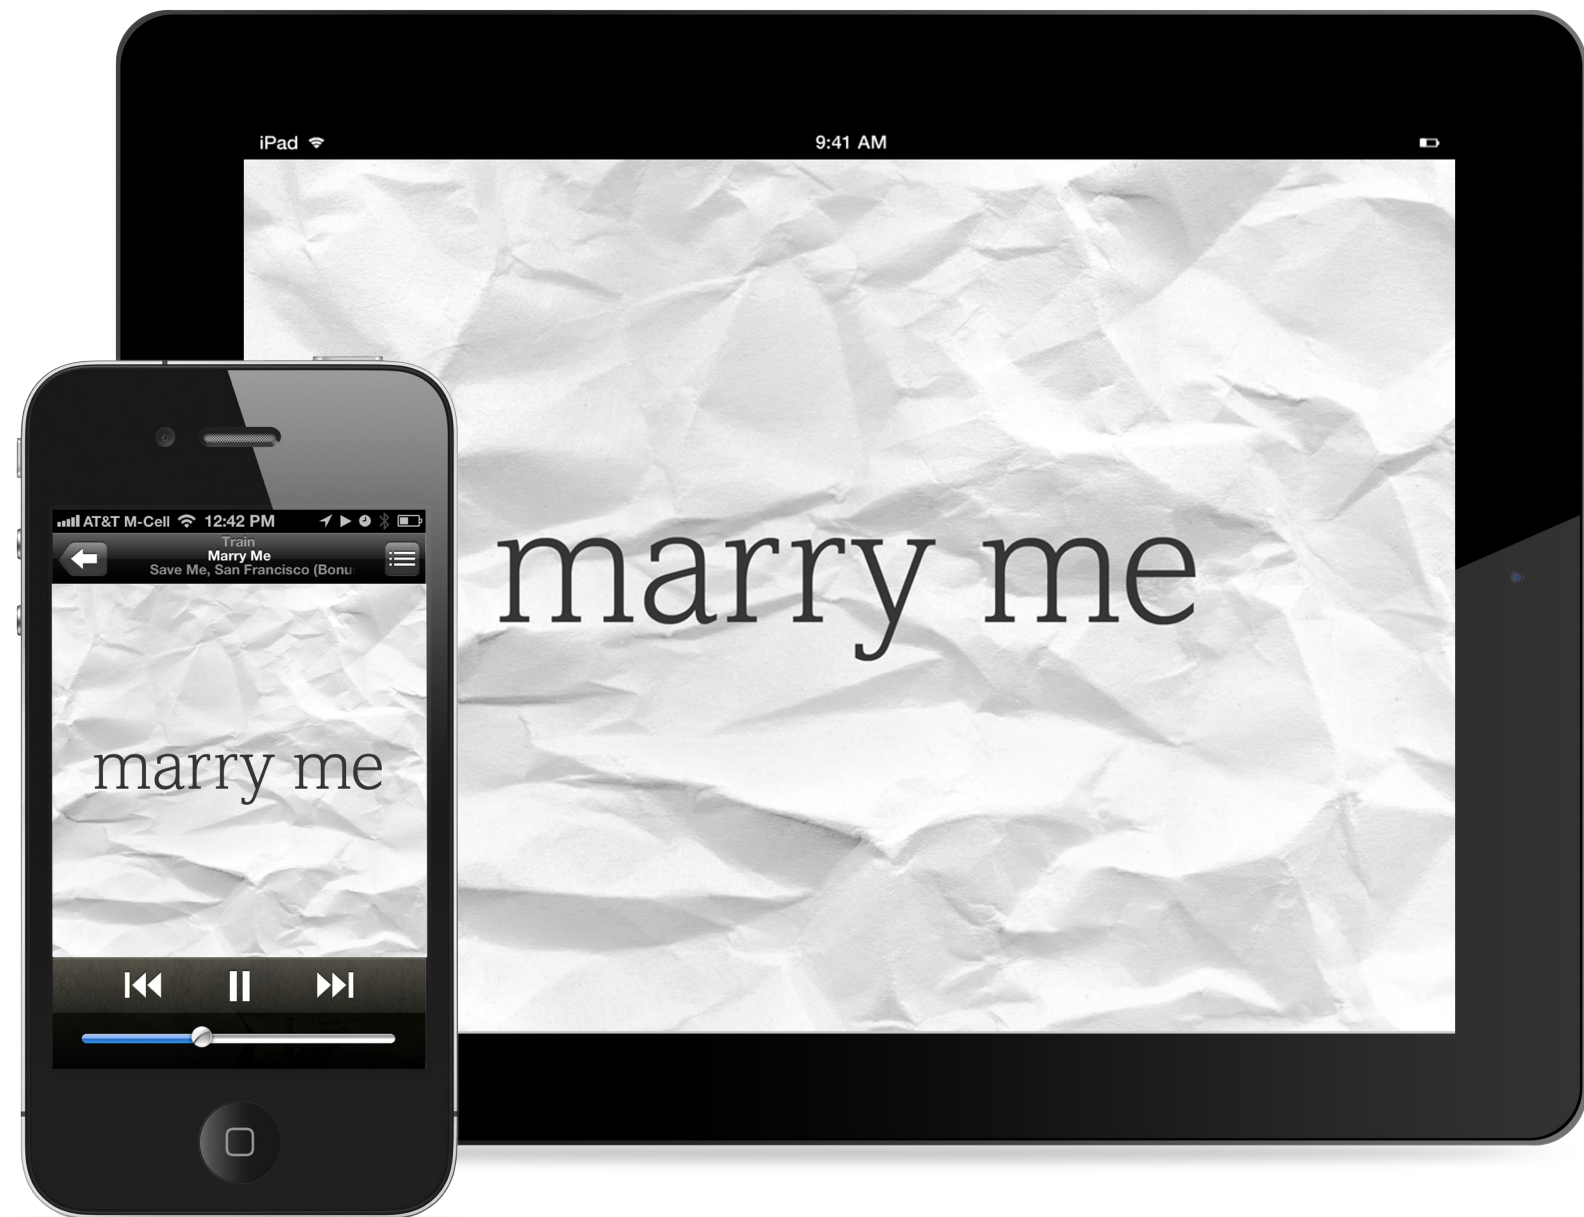 iPad
9:41 AM
marry me
AT&T M-Cell 12:42 PM
Train
Marry Me
Save Me, San Francisco (Bonu
marry me